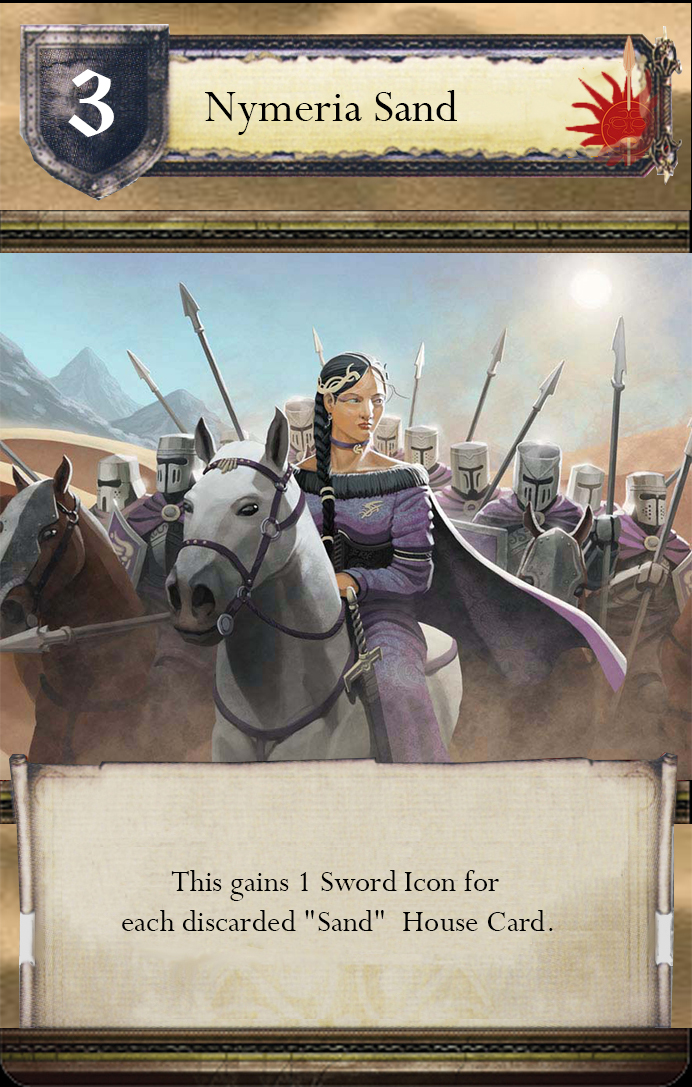 3
Nymeria Sand
This gains 1 Sword Icon for
each discarded "Sand"  House Card.